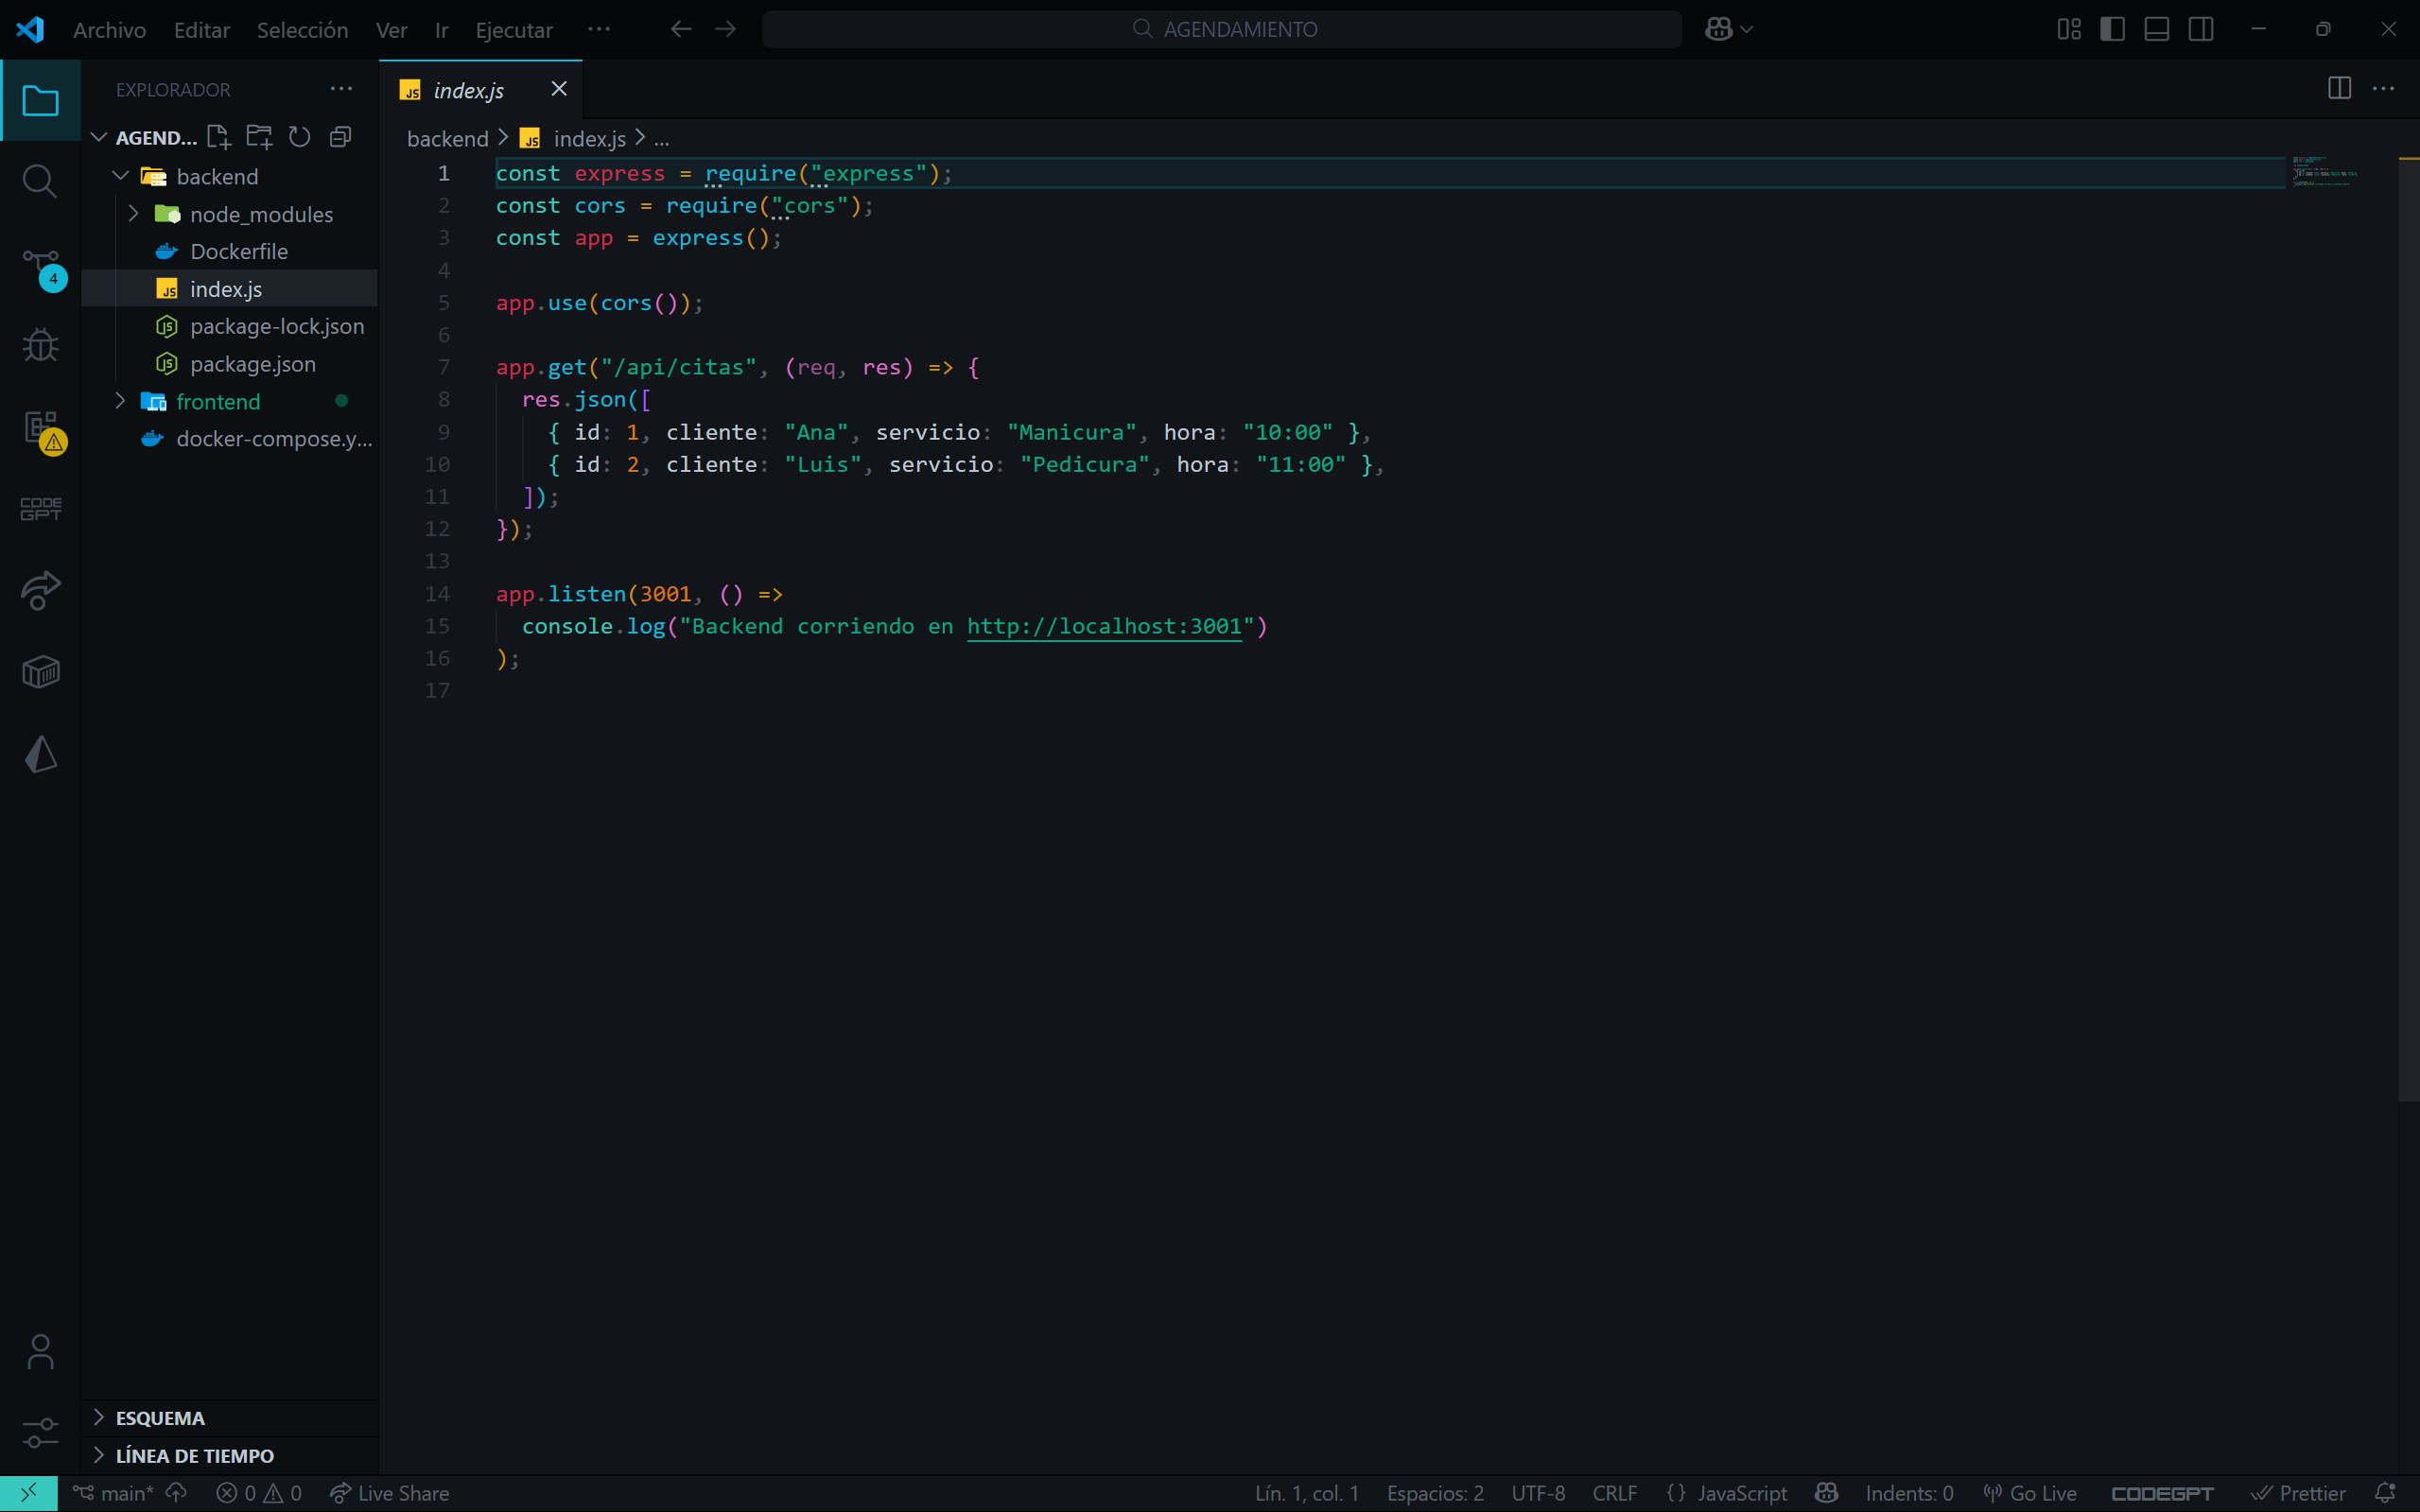 Archivo Editar Selección Ver Ir Ejecutar ··· AGENDAMIENTO
EXPLORADOR ···
AGEND...
backend
node_modules
Dockerfile
index.js
package-lock.json
package.json
frontend
docker-compose.y...
4
CODE
GPT
ESQUEMA
LÍNEA DE TIEMPO
JS index.js
backend > JS index.js > ...
1 const express = require("express");
2 const cors = require("cors");
3 const app = express();
4
5 app.use(cors());
6
7 app.get("/api/citas", (req, res) => {
8 res.json([
9 { id: 1, cliente: "Ana", servicio: "Manicura", hora: "10:00" },
10 { id: 2, cliente: "Luis", servicio: "Pedicura", hora: "11:00" },
11 ]);
12 });
13
14 app.listen(3001, () =>
15 console.log("Backend corriendo en http://localhost:3001")
16 );
17
main* 0 0 Live Share Lín. 1, col. 1 Espacios: 2 UTF-8 CRLF {} JavaScript Indents: 0 Go Live CODEGPT Prettier